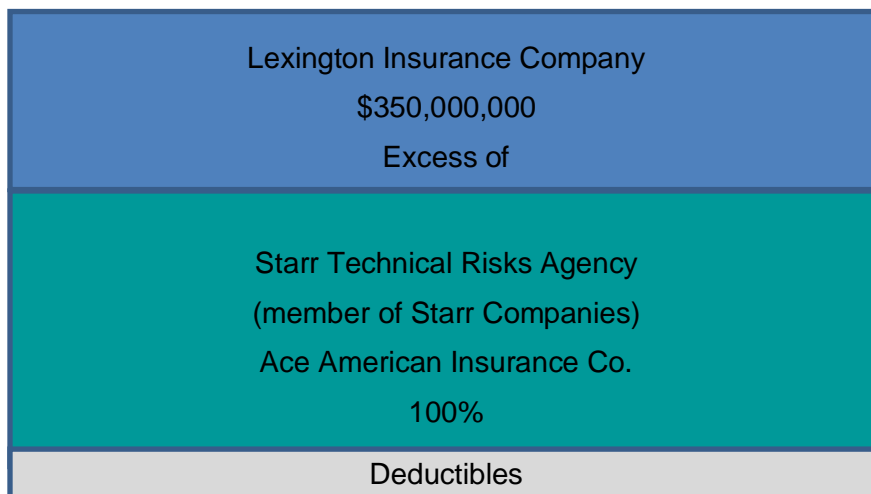 Lexington Insurance Company
$350,000,000
Excess of
Starr Technical Risks Agency
(member of Starr Companies)
Ace American Insurance Co.
100%
Deductibles